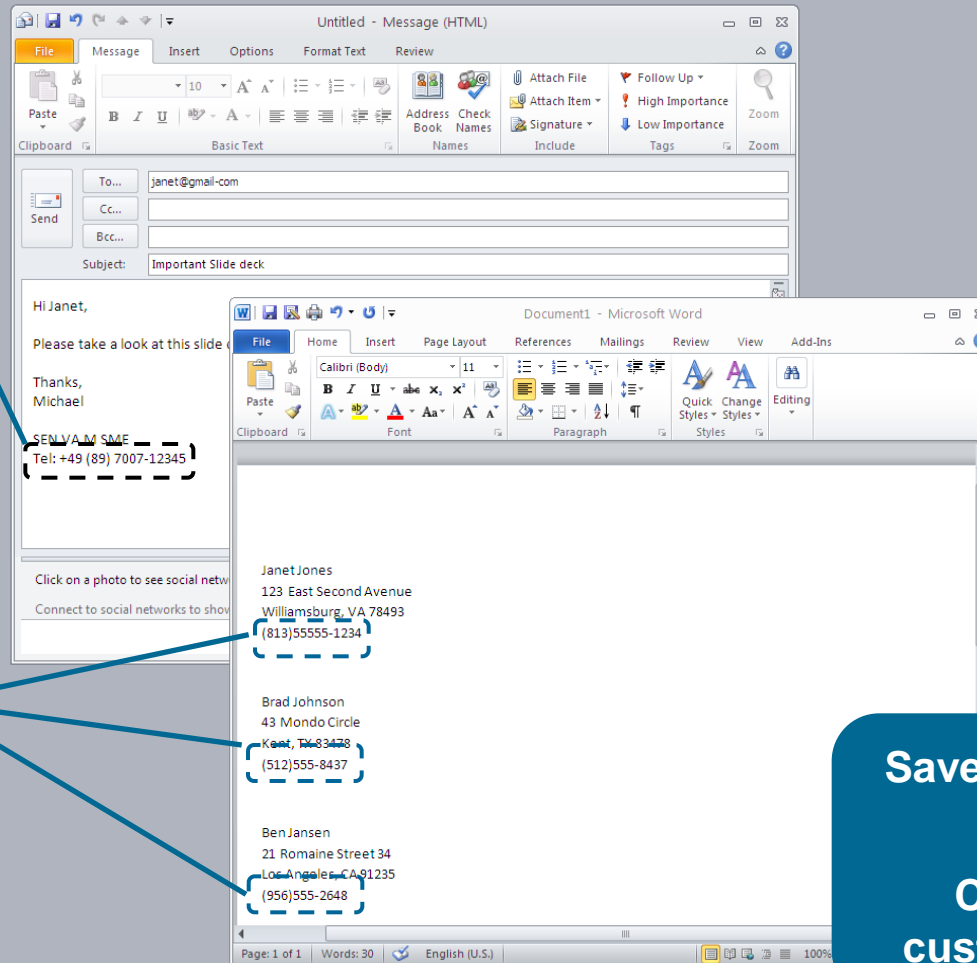 Untitled - Message (HTML)
File Message Insert Options Format Text Review
10 Attach File Follow Up
Attach Item High Importance
Paste B I U Address Book Check Names Signature Low Importance Zoom
Clipboard Basic Text Names Include Tags Zoom
To... janet@gmail-com
Send Cc...
Bcc...
Subject: Important Slide deck
Hi Janet,
Please take a look at this slide
Thanks,
Michael
SEN VA M SME
Tel: +49 (89) 7007-12345
Click on a photo to see social
Connect to social networks to
Document1 - Microsoft Word
File Home Insert Page Layout References Mailings Review View Add-Ins
Calibri (Body) 11
Paste B I U abc x₂ x² Quick Styles Change Styles Editing
Aa
Clipboard Font Paragraph Styles
Janet Jones
123 East Second Avenue
Williamsburg, VA 78493
(813)55555-1234
Brad Johnson
43 Mondo Circle
Kent, TX 83478
(512)555-8437
Ben Jansen
21 Romaine Street 34
Los Angeles, CA 91235
(956)555-2648
Page: 1 of 1 Words: 30 English (U.S.) 100%
Save